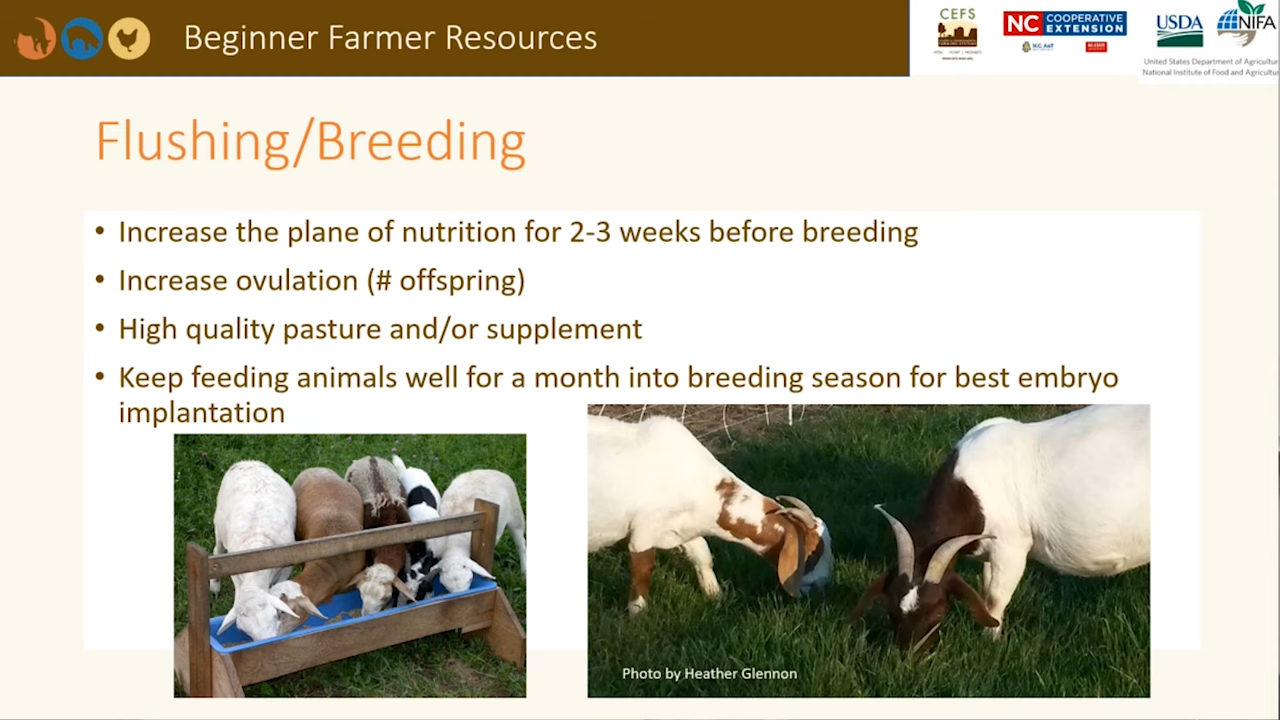 Beginner Farmer Resources
CEFS
NC COOPERATIVE EXTENSION
USDA
NIFA
United States Department of Agricultur
National Institute of Food and Agricultur
Flushing/Breeding
• Increase the plane of nutrition for 2-3 weeks before breeding
• Increase ovulation (# offspring)
• High quality pasture and/or supplement
• Keep feeding animals well for a month into breeding season for best embryo
implantation
Photo by Heather Glennon